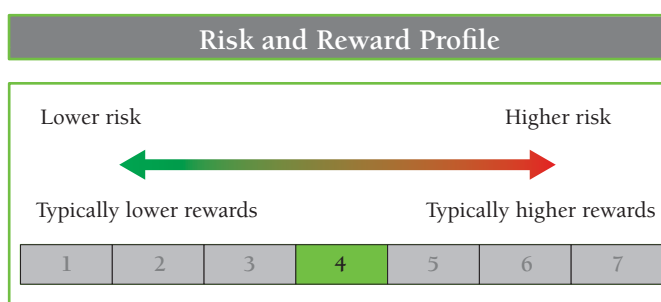 Risk and Reward Profile
Lower risk Higher risk
Typically lower rewards Typically higher rewards
1 2 3 4 5 6 7